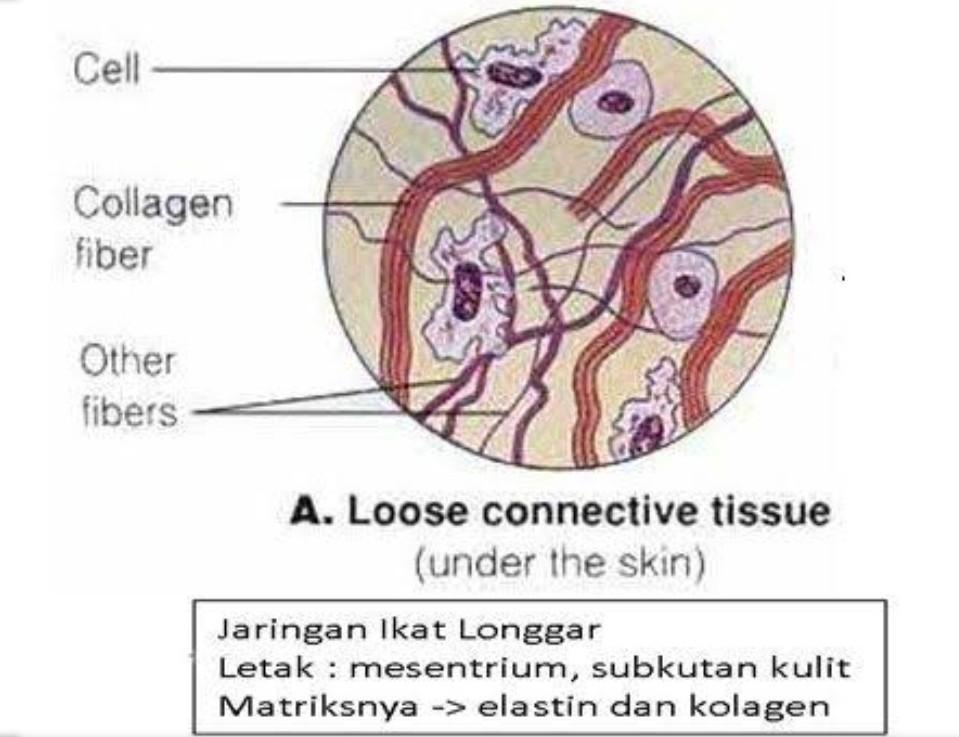 Cell
Collagen
fiber
Other
fibers
A. Loose connective tissue
(under the skin)
Jaringan Ikat Longgar
Letak : mesentrium, subkutan kulit
Matriksnya -> elastin dan kolagen